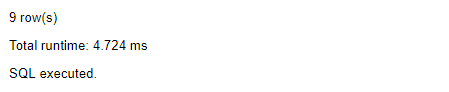 9 row(s)
Total runtime: 4.724 ms
SQL executed.